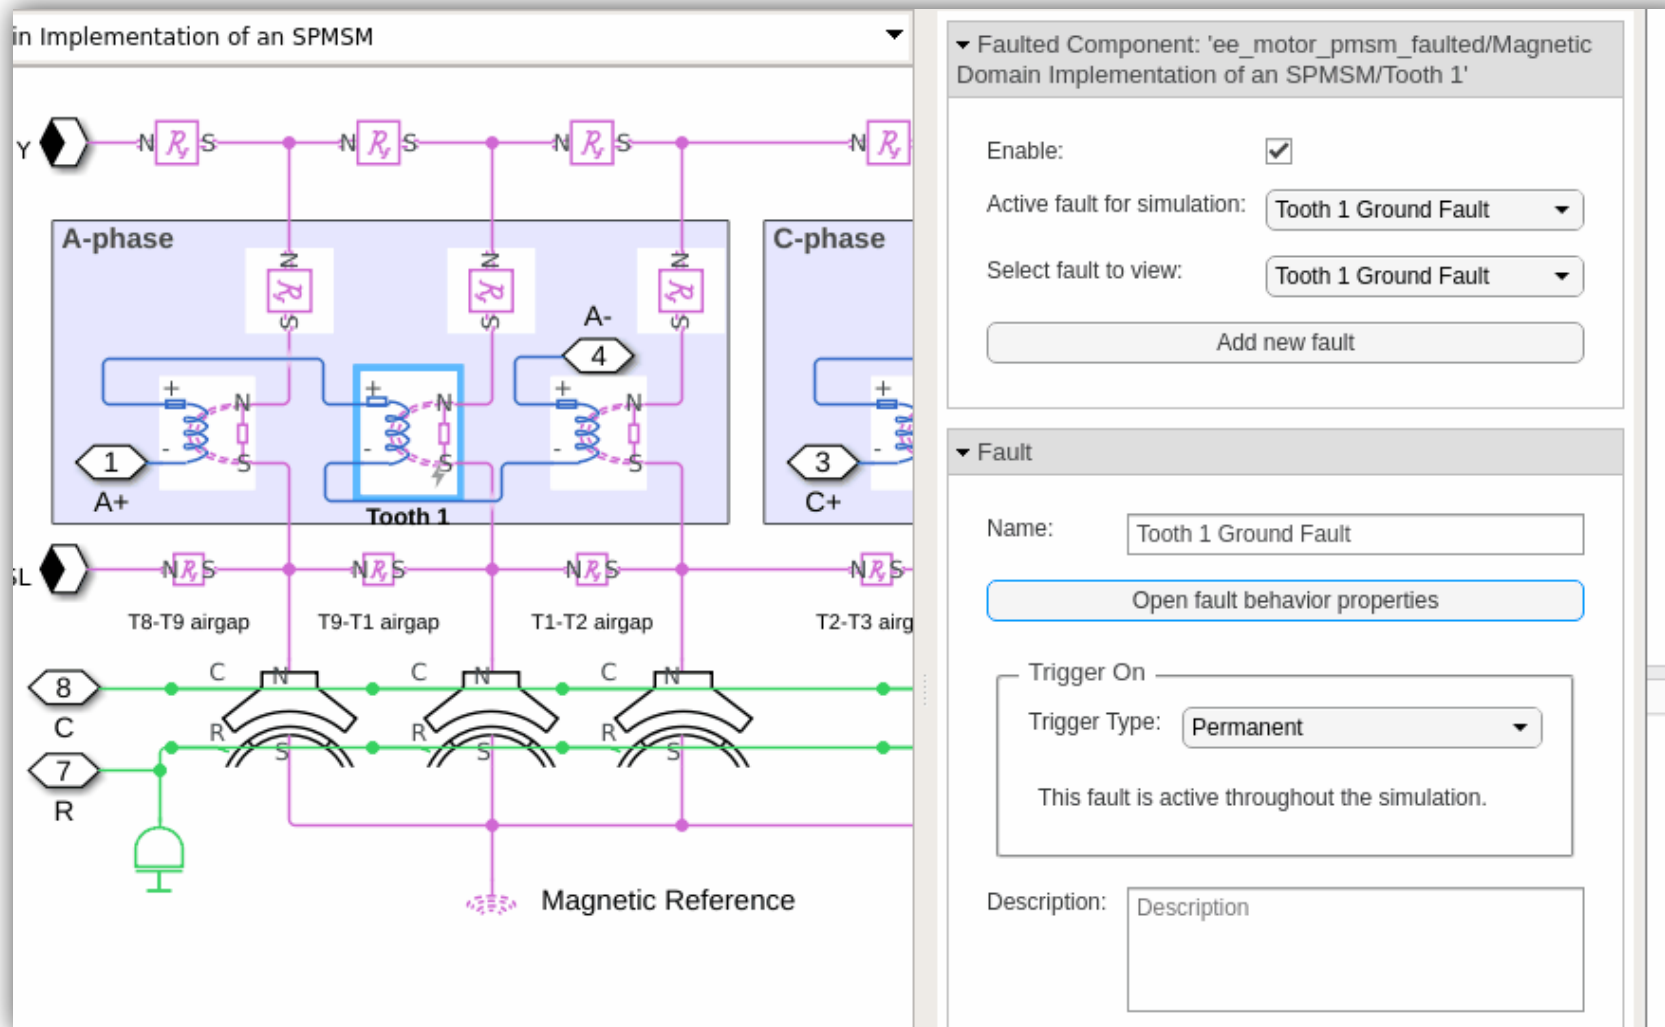 in Implementation of an SPMSM
Y
N R S
N R S
N R S
N R
A-phase
C-phase
N
R
S
N
R
S
N
R
S
A-
4
+
N
-
S
+
N
-
S
+
N
-
S
+
-
1
A+
3
C+
Tooth 1
SL
N R S
N R S
N R S
N R S
T8-T9 airgap
T9-T1 airgap
T1-T2 airgap
T2-T3 airg
8
C
C N
C N
C N
7
R
R S
R S
R S
Magnetic Reference
Faulted Component: 'ee_motor_pmsm_faulted/Magnetic
Domain Implementation of an SPMSM/Tooth 1'
Enable:
Active fault for simulation: Tooth 1 Ground Fault
Select fault to view: Tooth 1 Ground Fault
Add new fault
Fault
Name: Tooth 1 Ground Fault
Open fault behavior properties
Trigger On
Trigger Type: Permanent
This fault is active throughout the simulation.
Description: Description